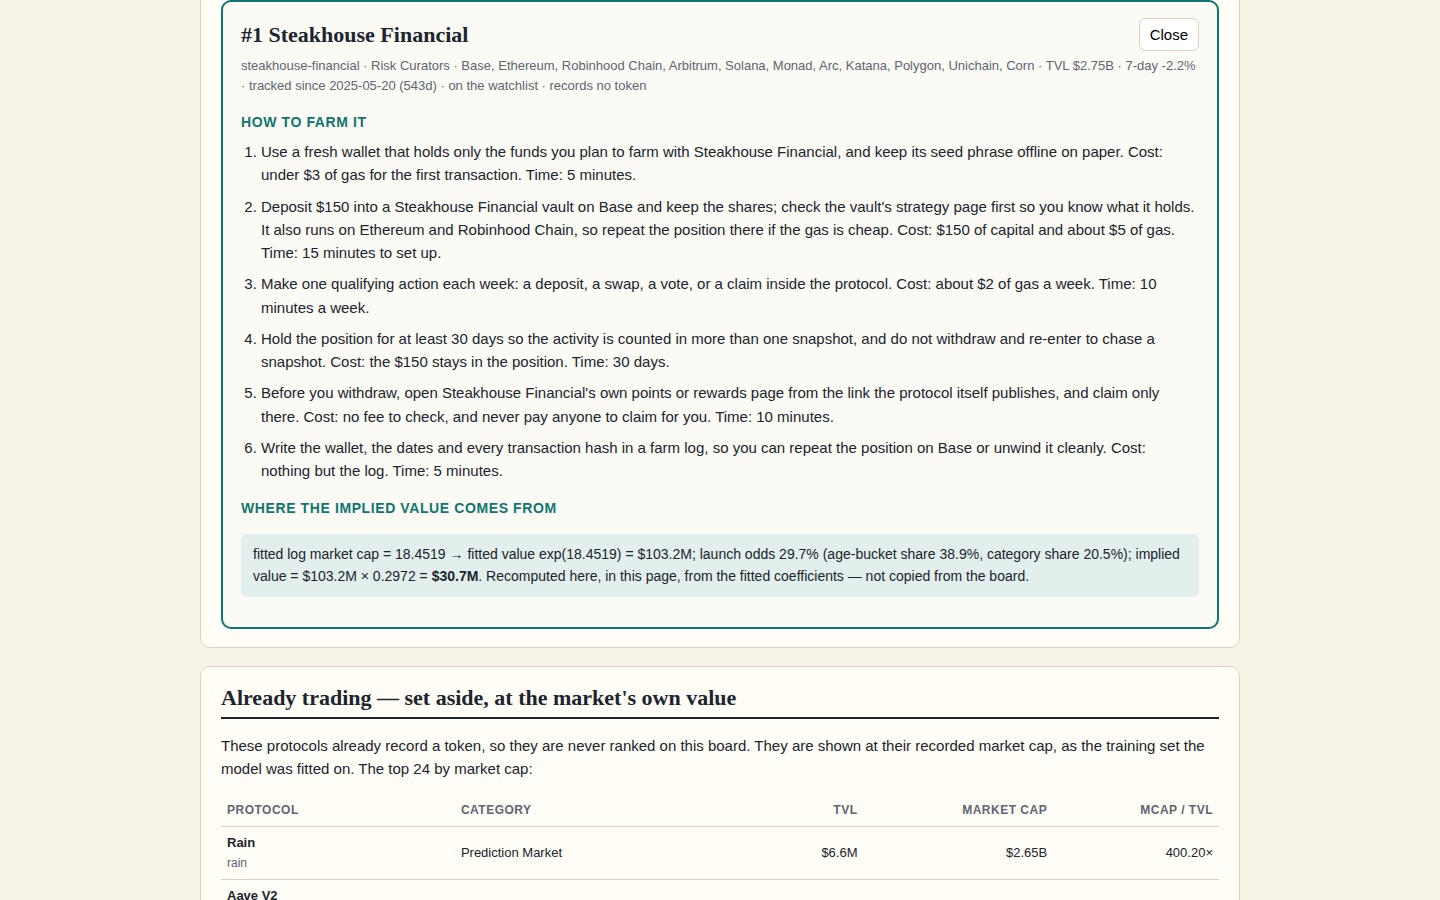 #1 Steakhouse Financial
Close
steakhouse-financial · Risk Curators · Base, Ethereum, Robinhood Chain, Arbitrum, Solana, Monad, Arc, Katana, Polygon, Unichain, Corn · TVL $2.75B · 7-day -2.2%
· tracked since 2025-05-20 (543d) · on the watchlist · records no token
HOW TO FARM IT
1. Use a fresh wallet that holds only the funds you plan to farm with Steakhouse Financial, and keep its seed phrase offline on paper. Cost:
under $3 of gas for the first transaction. Time: 5 minutes.
2. Deposit $150 into a Steakhouse Financial vault on Base and keep the shares; check the vault's strategy page first so you know what it holds.
It also runs on Ethereum and Robinhood Chain, so repeat the position there if the gas is cheap. Cost: $150 of capital and about $5 of gas.
Time: 15 minutes to set up.
3. Make one qualifying action each week: a deposit, a swap, a vote, or a claim inside the protocol. Cost: about $2 of gas a week. Time: 10
minutes a week.
4. Hold the position for at least 30 days so the activity is counted in more than one snapshot, and do not withdraw and re-enter to chase a
snapshot. Cost: the $150 stays in the position. Time: 30 days.
5. Before you withdraw, open Steakhouse Financial's own points or rewards page from the link the protocol itself publishes, and claim only
there. Cost: no fee to check, and never pay anyone to claim for you. Time: 10 minutes.
6. Write the wallet, the dates and every transaction hash in a farm log, so you can repeat the position on Base or unwind it cleanly. Cost:
nothing but the log. Time: 5 minutes.
WHERE THE IMPLIED VALUE COMES FROM
fitted log market cap = 18.4519 → fitted value exp(18.4519) = $103.2M; launch odds 29.7% (age-bucket share 38.9%, category share 20.5%); implied
value = $103.2M × 0.2972 = $30.7M. Recomputed here, in this page, from the fitted coefficients — not copied from the board.
Already trading — set aside, at the market's own value
These protocols already record a token, so they are never ranked on this board. They are shown at their recorded market cap, as the training set the
model was fitted on. The top 24 by market cap:
PROTOCOL CATEGORY TVL MARKET CAP MCAP / TVL
Rain
rain
Prediction Market $6.6M $2.65B 400.20×
Aave V2